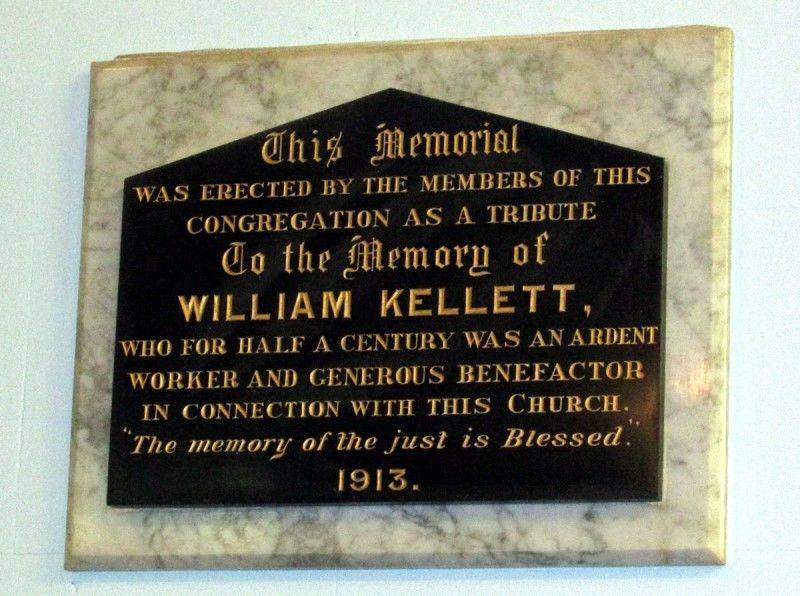 This Memorial
WAS ERECTED BY THE MEMBERS OF THIS
CONGREGATION AS A TRIBUTE
To the Memory of
WILLIAM KELLETT,
WHO FOR HALF A CENTURY WAS AN ARDENT
WORKER AND GENEROUS BENEFACTOR
IN CONNECTION WITH THIS CHURCH.
"The memory of the just is Blessed."
1913.